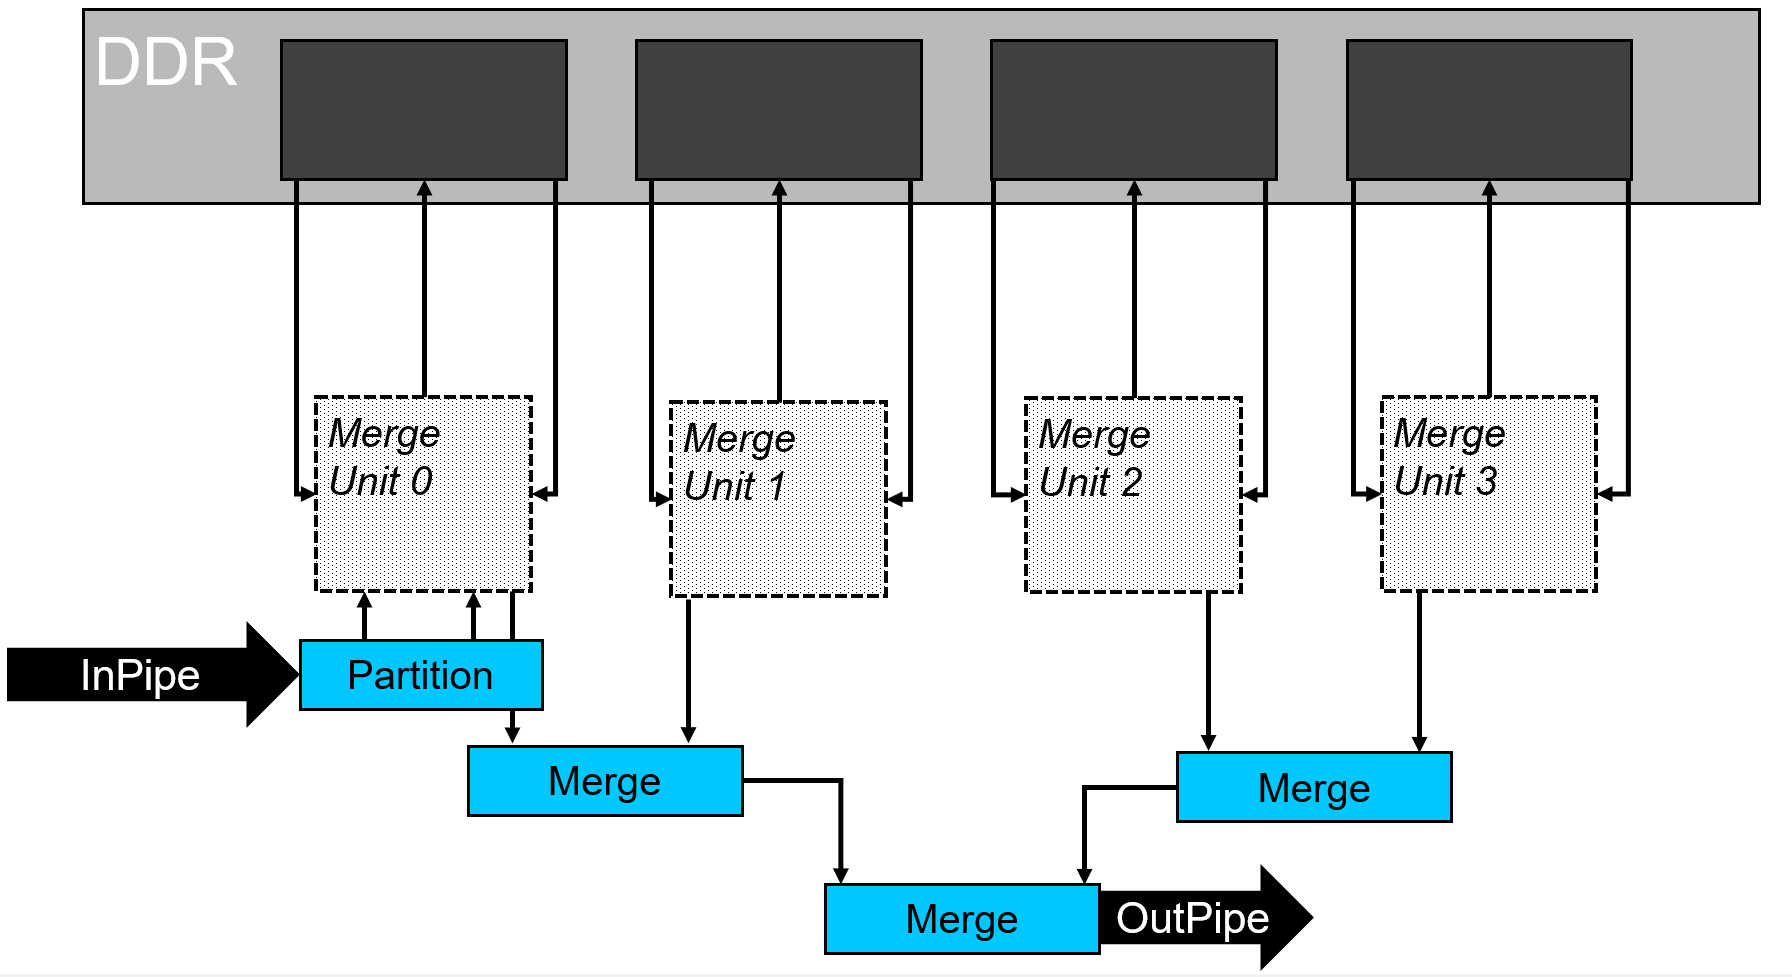 DDR
Merge
Unit 0
Merge
Unit 1
Merge
Unit 2
Merge
Unit 3
InPipe
Partition
Merge
Merge
Merge
OutPipe